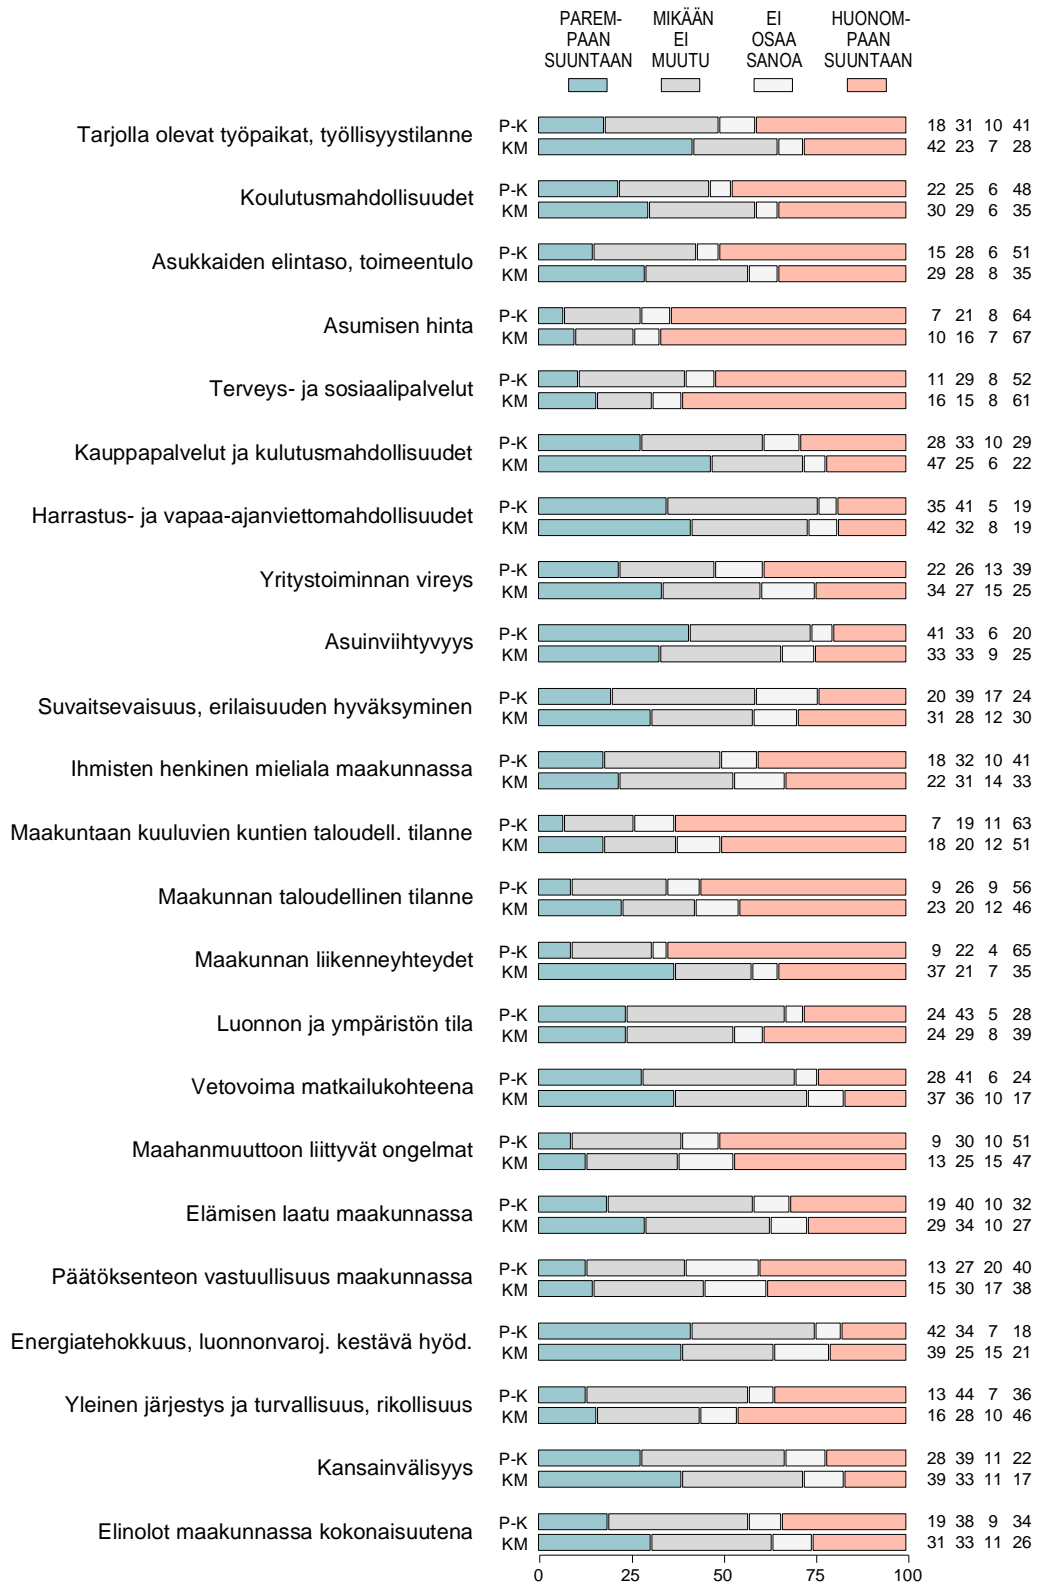 PAREM-
PAAN
SUUNTAAN
MIKÄÄN
EI
MUUTU
EI
OSAA
SANOA
HUONOM-
PAAN
SUUNTAAN
Tarjolla olevat työpaikat, työllisyystilanne
P-K 18 31 10 41
KM 42 23 7 28
Koulutusmahdollisuudet
P-K 22 25 6 48
KM 30 29 6 35
Asukkaiden elintaso, toimeentulo
P-K 15 28 6 51
KM 29 28 8 35
Asumisen hinta
P-K 7 21 8 64
KM 10 16 7 67
Terveys- ja sosiaalipalvelut
P-K 11 29 8 52
KM 16 15 8 61
Kauppapalvelut ja kulutusmahdollisuudet
P-K 28 33 10 29
KM 47 25 6 22
Harrastus- ja vapaa-ajanviettomahdollisuudet
P-K 35 41 5 19
KM 42 32 8 19
Yritystoiminnan vireys
P-K 22 26 13 39
KM 34 27 15 25
Asuinviihtyvyys
P-K 41 33 6 20
KM 33 33 9 25
Suvaitsevaisuus, erilaisuuden hyväksyminen
P-K 20 39 17 24
KM 31 28 12 30
Ihmisten henkinen mieliala maakunnassa
P-K 18 32 10 41
KM 22 31 14 33
Maakuntaan kuuluvien kuntien taloudell. tilanne
P-K 7 19 11 63
KM 18 20 12 51
Maakunnan taloudellinen tilanne
P-K 9 26 9 56
KM 23 20 12 46
Maakunnan liikenneyhteydet
P-K 9 22 4 65
KM 37 21 7 35
Luonnon ja ympäristön tila
P-K 24 43 5 28
KM 24 29 8 39
Vetovoima matkailukohteena
P-K 28 41 6 24
KM 37 36 10 17
Maahanmuuttoon liittyvät ongelmat
P-K 9 30 10 51
KM 13 25 15 47
Elämisen laatu maakunnassa
P-K 19 40 10 32
KM 29 34 10 27
Päätöksenteon vastuullisuus maakunnassa
P-K 13 27 20 40
KM 15 30 17 38
Energiatehokkuus, luonnonvaroj. kestävä hyöd.
P-K 42 34 7 18
KM 39 25 15 21
Yleinen järjestys ja turvallisuus, rikollisuus
P-K 13 44 7 36
KM 16 28 10 46
Kansainvälisyys
P-K 28 39 11 22
KM 39 33 11 17
Elinolot maakunnassa kokonaisuutena
P-K 19 38 9 34
KM 31 33 11 26
0 25 50 75 100